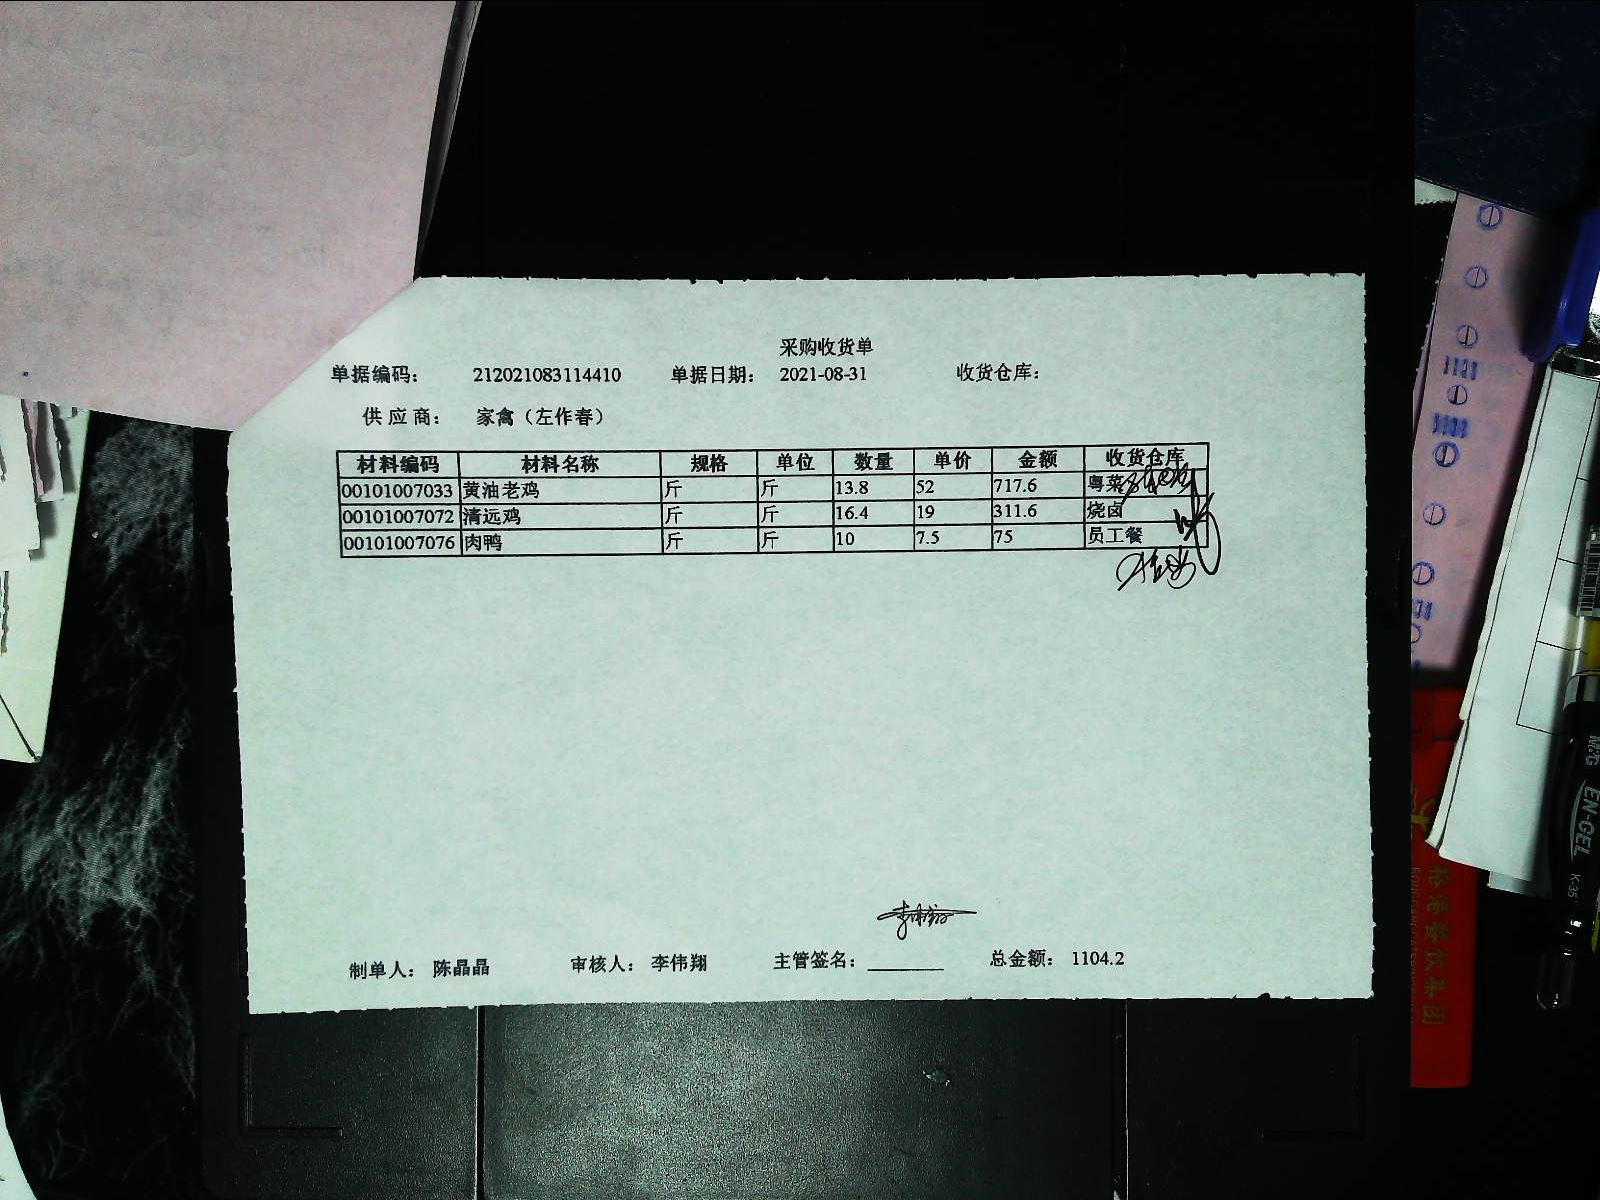 采购收货单
单据编码： 212021083114410 单据日期： 2021-08-31 收货仓库：
供应商： 家禽（左作春）
材料编码 材料名称 规格 单位 数量 单价 金额 收货仓库
00101007033 黄油老鸡 斤 斤 13.8 52 717.6 粤菜
00101007072 清远鸡 斤 斤 16.4 19 311.6 烧卤
00101007076 肉鸭 斤 斤 10 7.5 75 员工餐
制单人： 陈晶晶 审核人： 李伟翔 主管签名： 总金额： 1104.2
M&G EN-GEL K-35